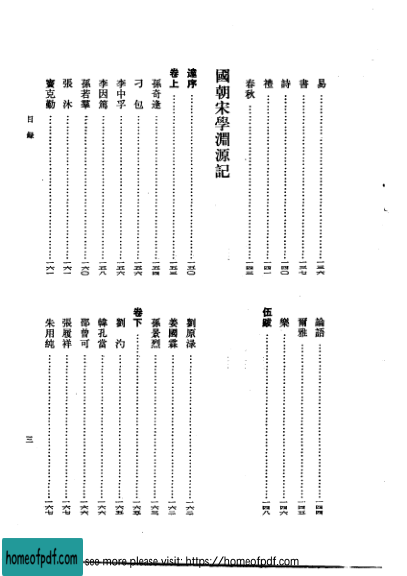 易……一三六
書……一三七
詩……一四〇
禮……一四一
春秋……一四三
論語……一四四
爾雅……一四五
樂……一四六
伍跋……一四八
國朝宋學淵源記
達序……一五〇
卷上……一五三
孫奇逢……一五四
刁包……一五六
李中孚……一五六
李因篤……一五八
孫若羣……一六〇
張沐……一六一
竇克勤……一六一
劉原淥……一六二
姜國霖……一六二
孫景烈……一六三
卷下……一六五
劉汋……一六五
韓孔當……一六六
邵曾可……一六六
張履祥……一六七
朱用純……一六七
目錄
三
homeofpdf.com
see more please visit: https://homeofpdf.com